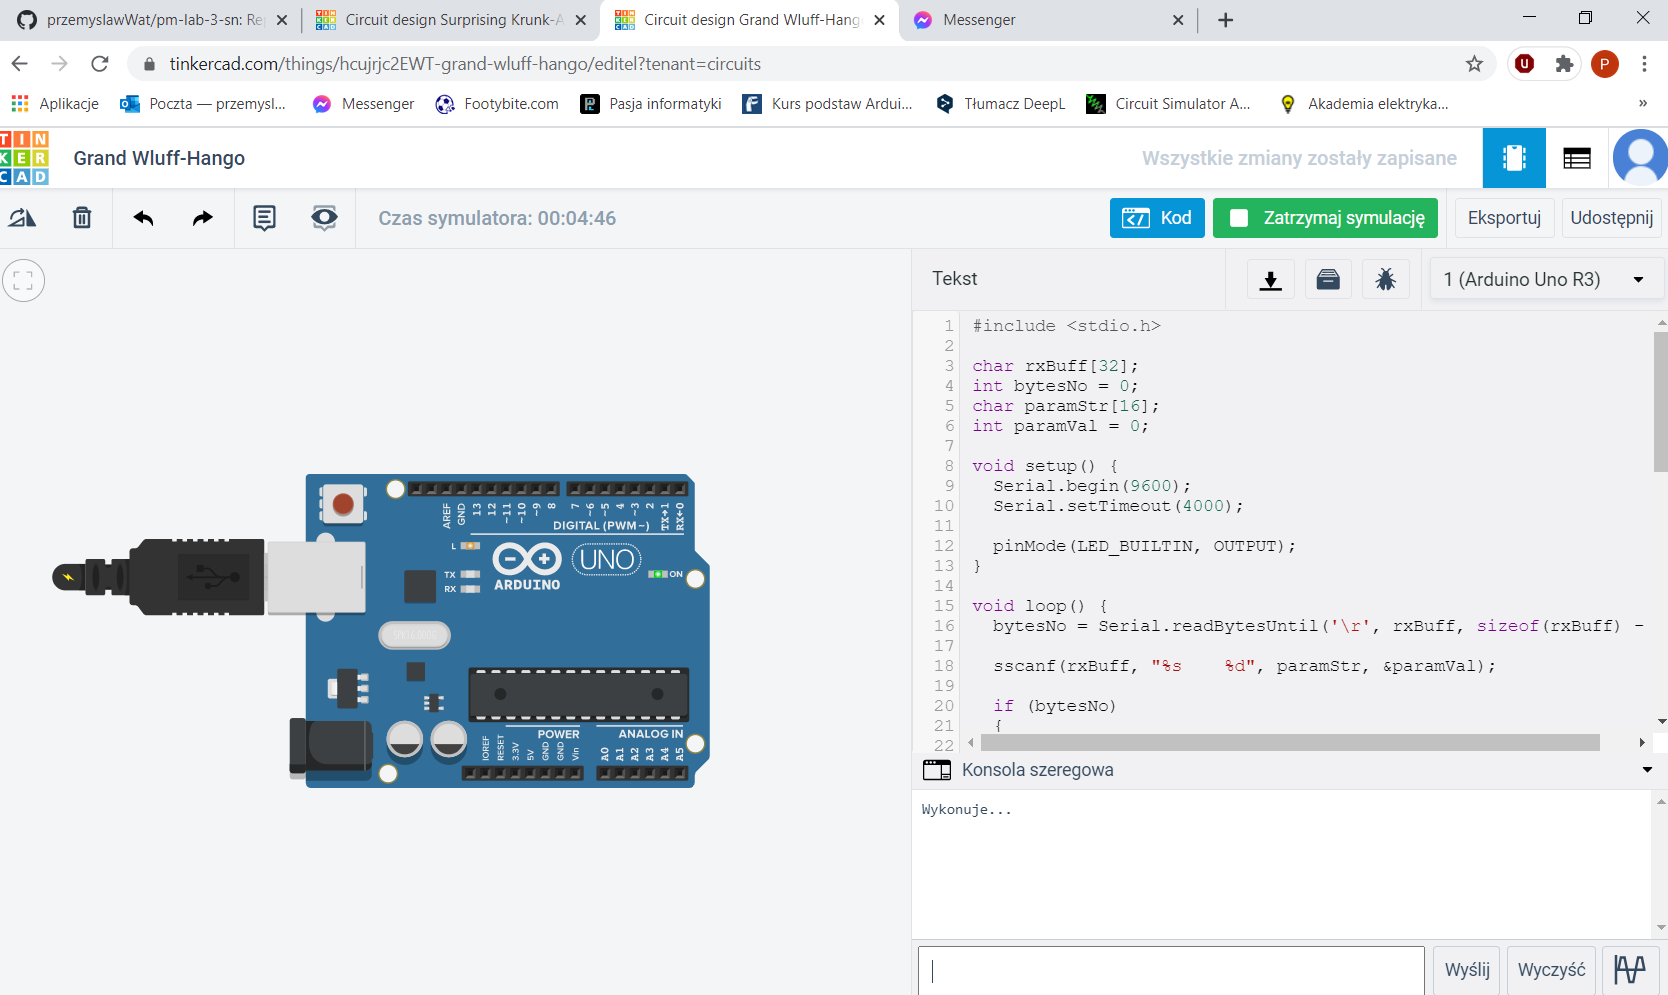 przemyslawWat/pm-lab-3-sn: Re
Circuit design Surprising Krunk-A
Circuit design Grand Wluff-Hango
Messenger
tinkercad.com/things/hcujrjc2EWT-grand-wluff-hango/editel?tenant=circuits
U
P
Aplikacje
Poczta — przemysl...
Messenger
Footybite.com
Pasja informatyki
Kurs podstaw Ardui...
Tłumacz DeepL
Circuit Simulator A...
Akademia elektryka...
»
TIN
KER
CAD
Grand Wluff-Hango
Wszystkie zmiany zostały zapisane
Czas symulatora: 00:04:46
Kod
Zatrzymaj symulację
Eksportuj
Udostępnij
Tekst
1 (Arduino Uno R3)
1 #include <stdio.h>
2
3 char rxBuff[32];
4 int bytesNo = 0;
5 char paramStr[16];
6 int paramVal = 0;
7
8 void setup() {
9 Serial.begin(9600);
10 Serial.setTimeout(4000);
11
12 pinMode(LED_BUILTIN, OUTPUT);
13 }
14
15 void loop() {
16 bytesNo = Serial.readBytesUntil('\r', rxBuff, sizeof(rxBuff) -
17
18 sscanf(rxBuff, "%s    %d", paramStr, &paramVal);
19
20 if (bytesNo)
21 {
22
AREF
GND
13
12
~11
~10
~9
8
7
~6
~5
4
~3
2
TX→1
RX←0
DIGITAL (PWM~)
L
TX
RX
ARDUINO
UNO
ON
POWER
ANALOG IN
IOREF
RESET
3.3V
5V
GND
GND
Vin
A0
A1
A2
A3
A4
A5
Konsola szeregowa
Wykonuje...
Wyślij
Wyczyść